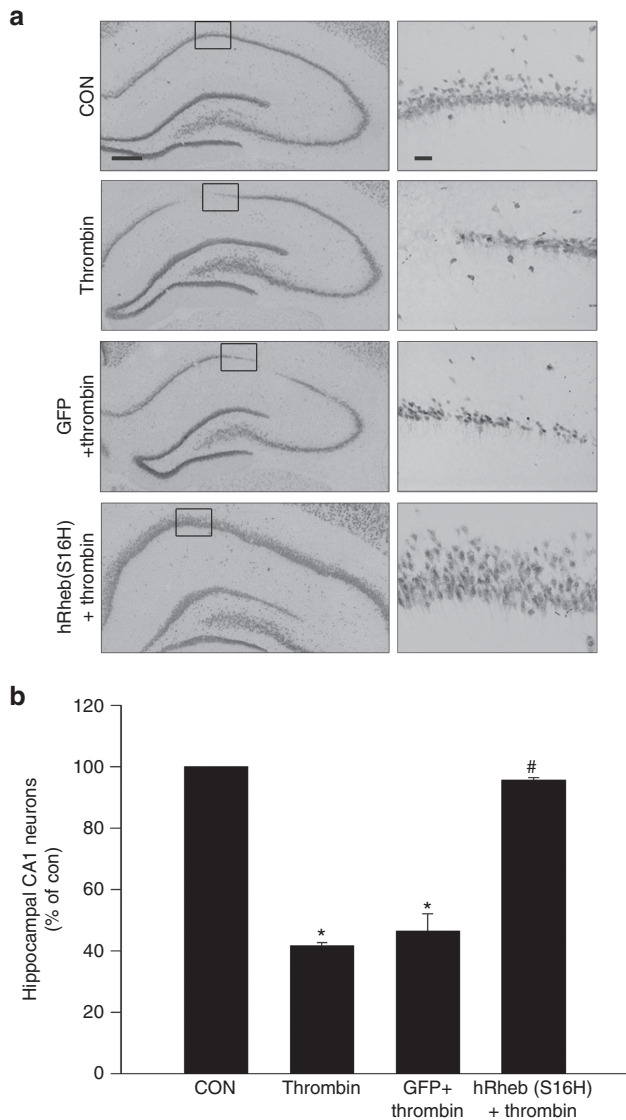 a
CON
Thrombin
GFP
+thrombin
hRheb(S16H)
+ thrombin
b
Hippocampal CA1 neurons
(% of con)
120
100
80
60
40
20
0
*
*
#
CON
Thrombin
GFP+
thrombin
hRheb (S16H)
+ thrombin